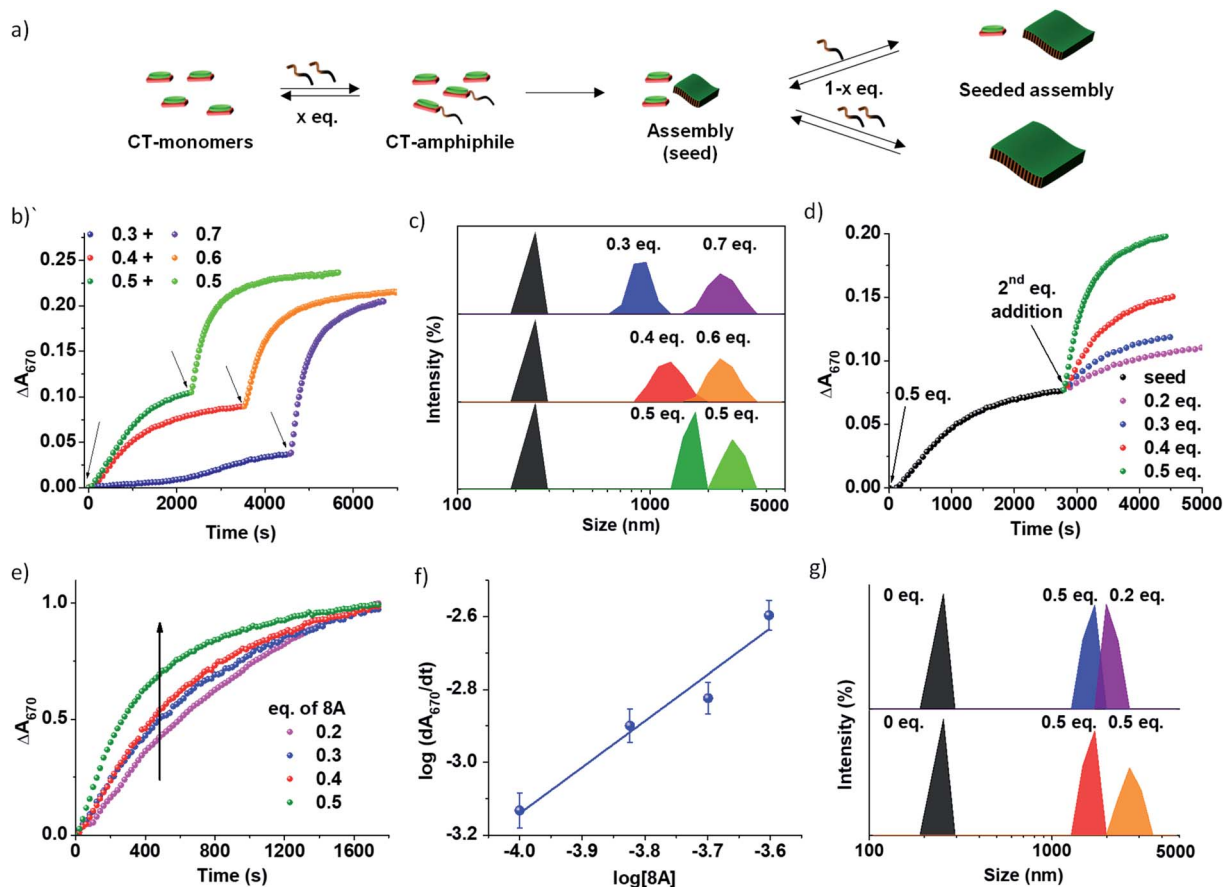 a)
x eq.
1-x eq.
CT-monomers
CT-amphiphile
Assembly
(seed)
Seeded assembly
b)`
0.3 + 0.7
0.4 + 0.6
0.5 + 0.5
ΔA670
0.25
0.20
0.15
0.10
0.05
0.00
0 2000 4000 6000
Time (s)
c)
0.3 eq. 0.7 eq.
0.4 eq. 0.6 eq.
0.5 eq. 0.5 eq.
Intensity (%)
100 1000 5000
Size (nm)
d)
ΔA670
0.20
0.15
0.10
0.05
0.00
2nd eq.
addition
0.5 eq.
seed
0.2 eq.
0.3 eq.
0.4 eq.
0.5 eq.
0 1000 2000 3000 4000 5000
Time (s)
e)
ΔA670
1.0
0.5
0.0
eq. of 8A
0.2
0.3
0.4
0.5
0 400 800 1200 1600
Time (s)
f)
log (dA670/dt)
-2.6
-2.8
-3.0
-3.2
-4.0 -3.9 -3.8 -3.7 -3.6
log[8A]
g)
0 eq. 0.5 eq. 0.2 eq.
0 eq. 0.5 eq. 0.5 eq.
Intensity (%)
100 1000 5000
Size (nm)